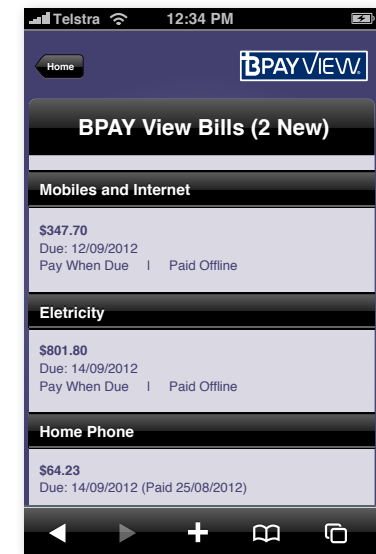 Telstra 12:34 PM
Home
BPAY VIEW.
BPAY View Bills (2 New)
Mobiles and Internet
$347.70
Due: 12/09/2012
Pay When Due | Paid Offline
Eletricity
$801.80
Due: 14/09/2012
Pay When Due | Paid Offline
Home Phone
$64.23
Due: 14/09/2012 (Paid 25/08/2012)